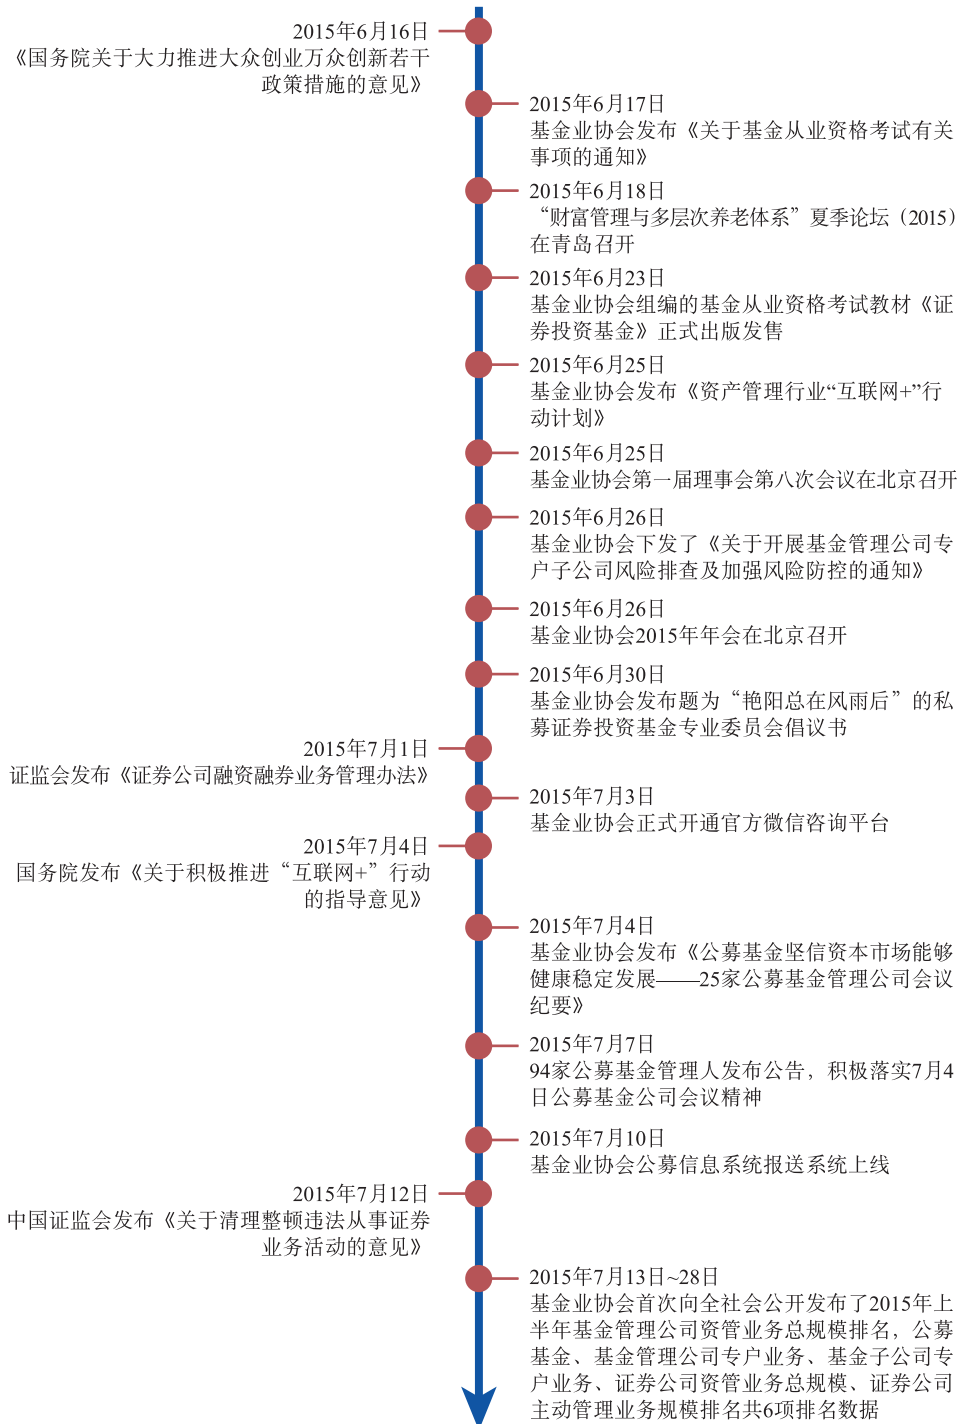 2015年6月16日
《国务院关于大力推进大众创业万众创新若干
政策措施的意见》
2015年6月17日
基金业协会发布《关于基金从业资格考试有关
事项的通知》
2015年6月18日
“财富管理与多层次养老体系”夏季论坛（2015）
在青岛召开
2015年6月23日
基金业协会组编的基金从业资格考试教材《证
券投资基金》正式出版发售
2015年6月25日
基金业协会发布《资产管理行业“互联网+”行
动计划》
2015年6月25日
基金业协会第一届理事会第八次会议在北京召开
2015年6月26日
基金业协会下发了《关于开展基金管理公司专
户子公司风险排查及加强风险防控的通知》
2015年6月26日
基金业协会2015年年会在北京召开
2015年6月30日
基金业协会发布题为“艳阳总在风雨后”的私
募证券投资基金专业委员会倡议书
2015年7月1日
证监会发布《证券公司融资融券业务管理办法》
2015年7月3日
基金业协会正式开通官方微信咨询平台
2015年7月4日
国务院发布《关于积极推进“互联网+”行动
的指导意见》
2015年7月4日
基金业协会发布《公募基金坚信资本市场能够
健康稳定发展——25家公募基金管理公司会议
纪要》
2015年7月7日
94家公募基金管理人发布公告，积极落实7月4
日公募基金公司会议精神
2015年7月10日
基金业协会公募信息系统报送系统上线
2015年7月12日
中国证监会发布《关于清理整顿违法从事证券
业务活动的意见》
2015年7月13日~28日
基金业协会首次向全社会公开发布了2015年上
半年基金管理公司资管业务总规模排名，公募
基金、基金管理公司专户业务、基金子公司专
户业务、证券公司资管业务总规模、证券公司
主动管理业务规模排名共6项排名数据